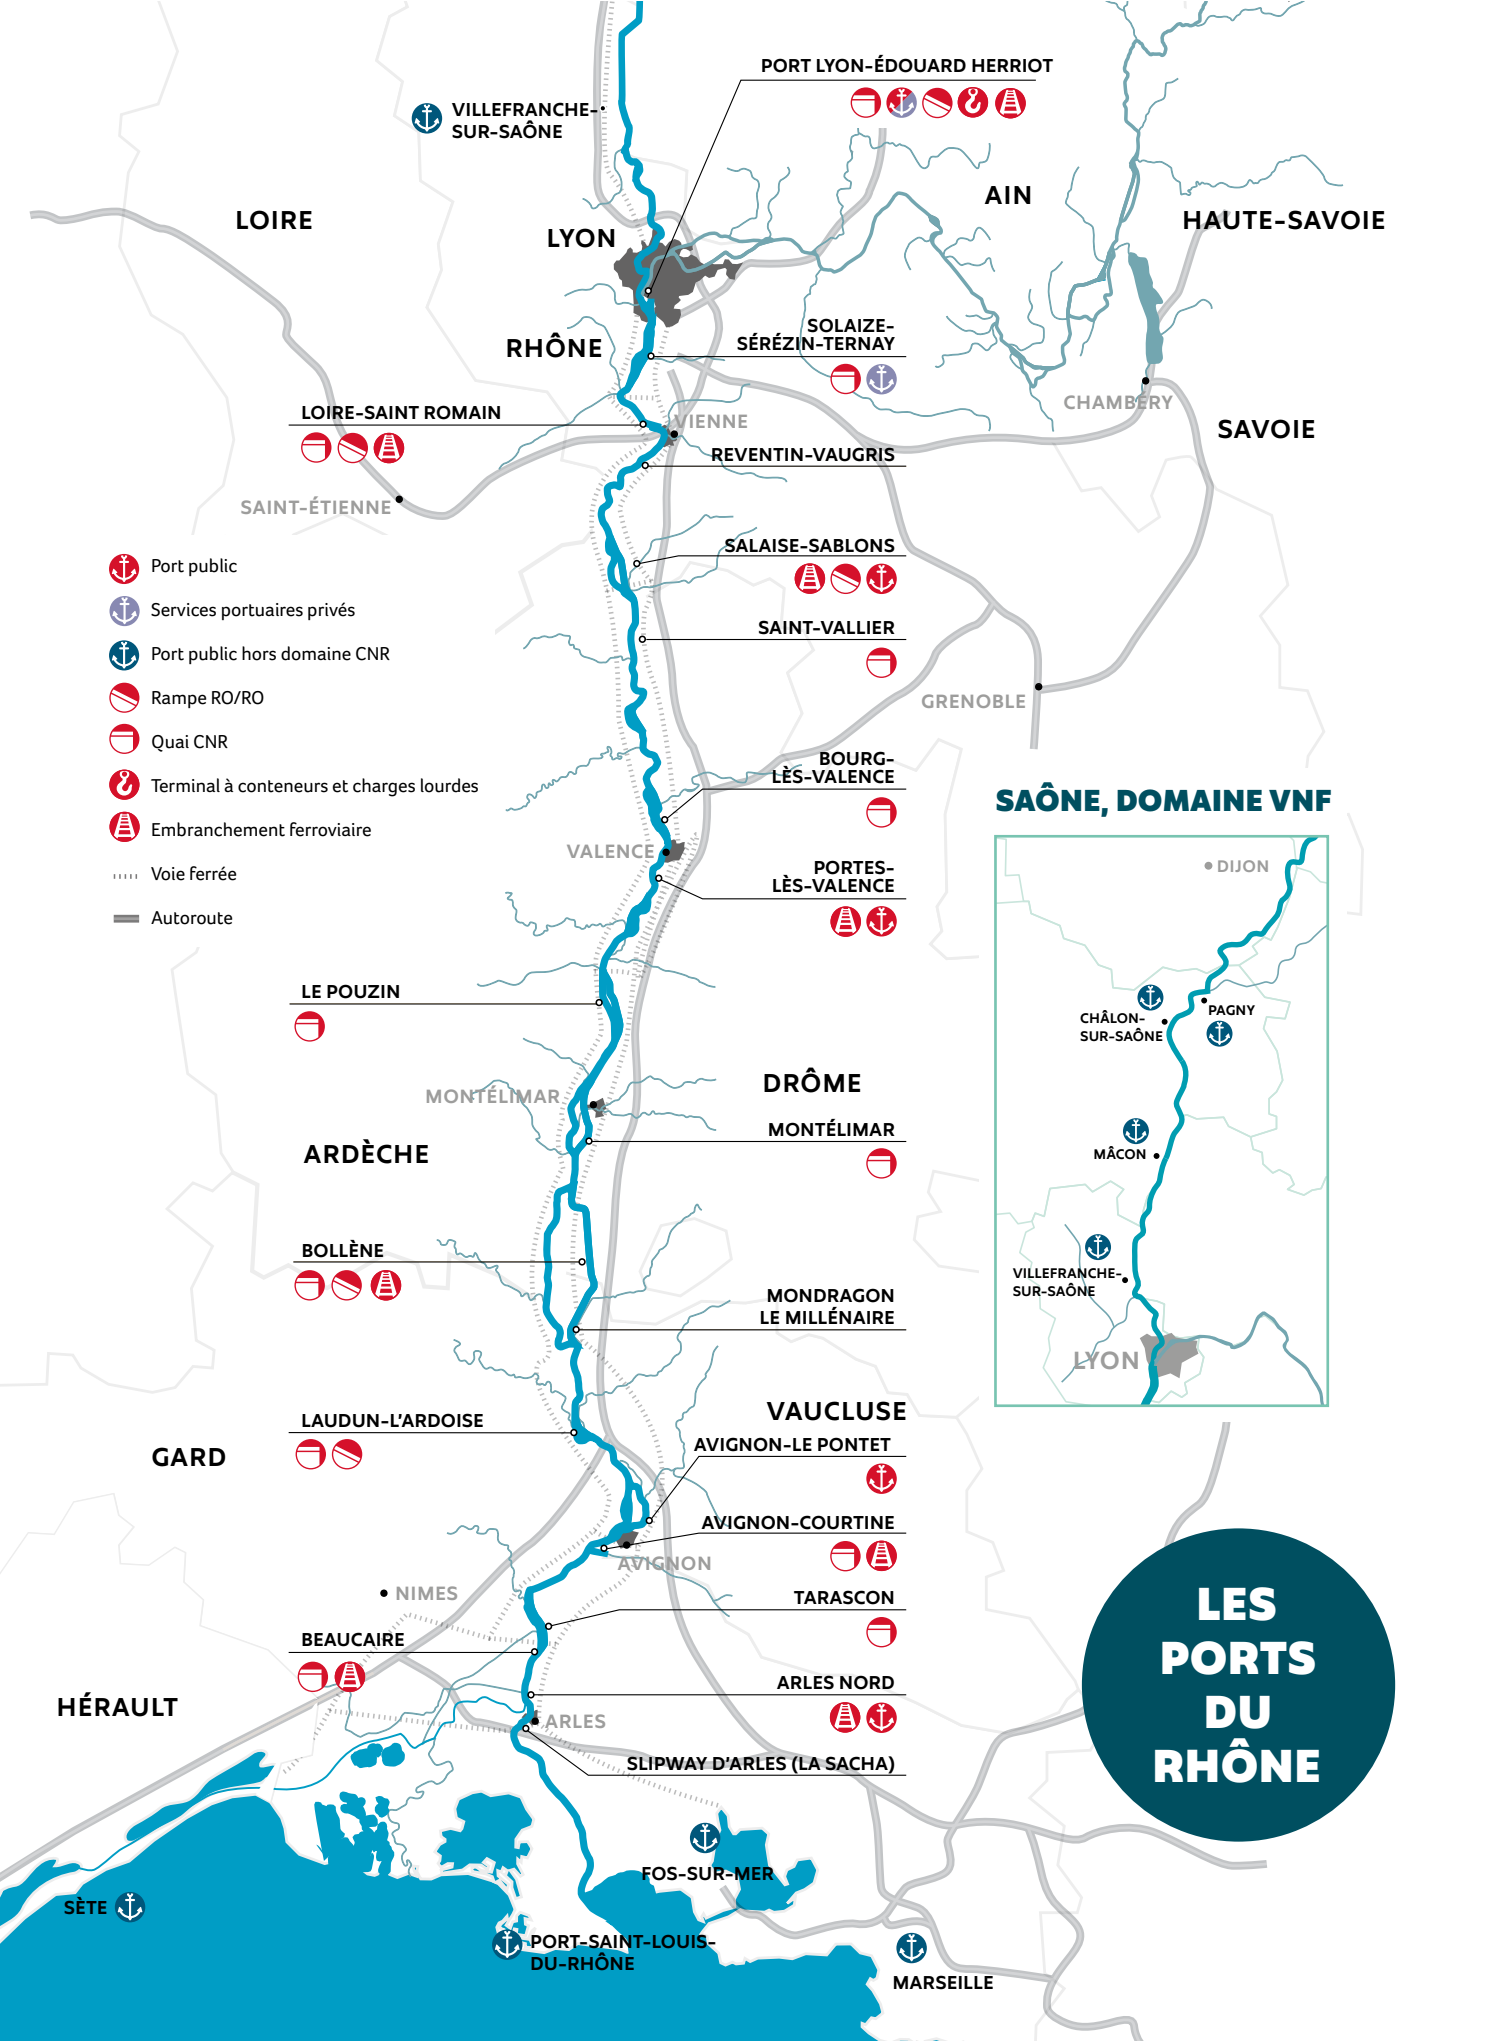 PORT LYON-ÉDOUARD HERRIOT
VILLEFRANCHE-
SUR-SAÔNE
AIN
LOIRE
HAUTE-SAVOIE
LYON
SOLAIZE-
SÉRÉZIN-TERNAY
RHÔNE
CHAMBÉRY
LOIRE-SAINT ROMAIN
VIENNE
SAVOIE
REVENTIN-VAUGRIS
SAINT-ÉTIENNE
SALAISE-SABLONS
Port public
Services portuaires privés
Port public hors domaine CNR
Rampe RO/RO
Quai CNR
Terminal à conteneurs et charges lourdes
Embranchement ferroviaire
Voie ferrée
Autoroute
SAINT-VALLIER
GRENOBLE
BOURG-
LÈS-VALENCE
VALENCE
PORTES-
LÈS-VALENCE
SAÔNE, DOMAINE VNF
DIJON
PAGNY
CHÂLON-
SUR-SAÔNE
MÂCON
VILLEFRANCHE-
SUR-SAÔNE
LYON
LE POUZIN
DRÔME
MONTÉLIMAR
MONTÉLIMAR
ARDÈCHE
BOLLÈNE
MONDRAGON
LE MILLÉNAIRE
VAUCLUSE
LAUDUN-L'ARDOISE
AVIGNON-LE PONTET
GARD
AVIGNON-COURTINE
AVIGNON
NIMES
TARASCON
BEAUCAIRE
ARLES NORD
HÉRAULT
ARLES
SLIPWAY D'ARLES (LA SACHA)
LES
PORTS
DU
RHÔNE
FOS-SUR-MER
SÈTE
PORT-SAINT-LOUIS-
DU-RHÔNE
MARSEILLE